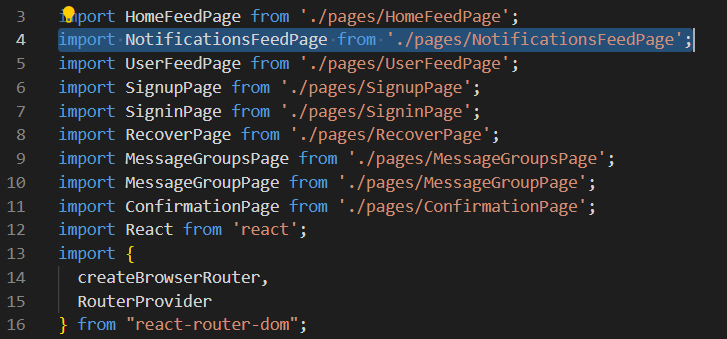 3 import HomeFeedPage from './pages/HomeFeedPage';
4 import NotificationsFeedPage from './pages/NotificationsFeedPage';
5 import UserFeedPage from './pages/UserFeedPage';
6 import SignupPage from './pages/SignupPage';
7 import SigninPage from './pages/SigninPage';
8 import RecoverPage from './pages/RecoverPage';
9 import MessageGroupsPage from './pages/MessageGroupsPage';
10 import MessageGroupPage from './pages/MessageGroupPage';
11 import ConfirmationPage from './pages/ConfirmationPage';
12 import React from 'react';
13 import {
14   createBrowserRouter,
15   RouterProvider
16 } from "react-router-dom";